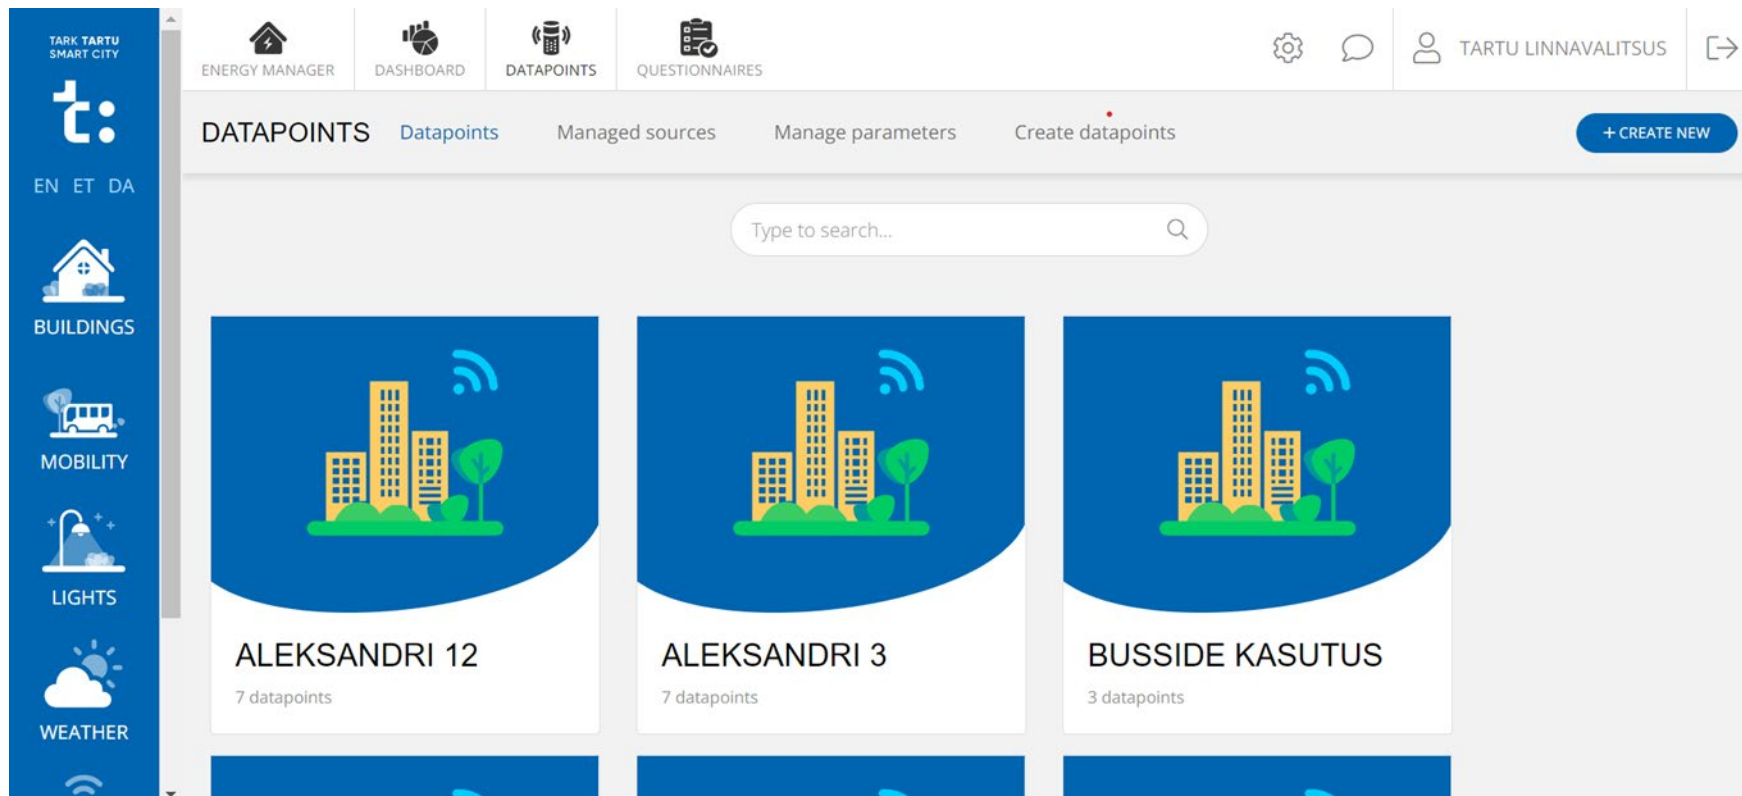 TARK TARTU
SMART CITY
t:
EN ET DA
BUILDINGS
MOBILITY
LIGHTS
WEATHER
ENERGY MANAGER
DASHBOARD
DATAPOINTS
QUESTIONNAIRES
TARTU LINNAVALITSUS
DATAPOINTS
Datapoints
Managed sources
Manage parameters
Create datapoints
+ CREATE NEW
Type to search...
ALEKSANDRI 12
7 datapoints
ALEKSANDRI 3
7 datapoints
BUSSIDE KASUTUS
3 datapoints